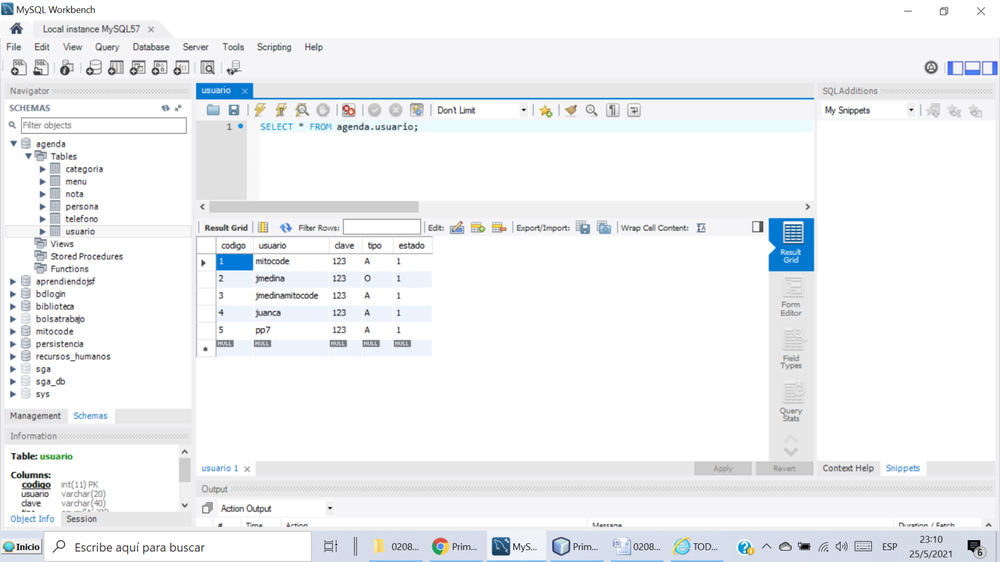 MySQL Workbench
Local instance MySQL57
File Edit View Query Database Server Tools Scripting Help
Navigator
SCHEMAS
Filter objects
agenda
Tables
categoria
menu
nota
persona
telefono
usuario
Views
Stored Procedures
Functions
aprendiendojsf
bdlogin
biblioteca
bolsatrabajo
mitocode
persistencia
recursos_humanos
sga
sga_db
sys
Management Schemas
Information
Table: usuario
Columns:
codigo int(11) PK
usuario varchar(20)
clave varchar(40)
Object Info Session
usuario
Don't Limit
1 SELECT * FROM agenda.usuario;
Result Grid Filter Rows: Edit: Export/Import: Wrap Cell Content:
codigo usuario clave tipo estado
1 mitocode 123 A 1
2 jmedina 123 O 1
3 jmedinamitocode 123 A 1
4 juanca 123 A 1
5 pp7 123 A 1
NULL NULL NULL NULL NULL
Result
Grid
Form
Editor
Field
Types
Query
Stats
usuario 1
Apply Revert
SQLAdditions
My Snippets
Context Help Snippets
Output
Action Output
# Time Action Message Duration / Fetch
Inicio
Escribe aquí para buscar
0208...
Prim...
MyS...
Prim...
0208...
TOD...
ESP
23:10
25/5/2021
6